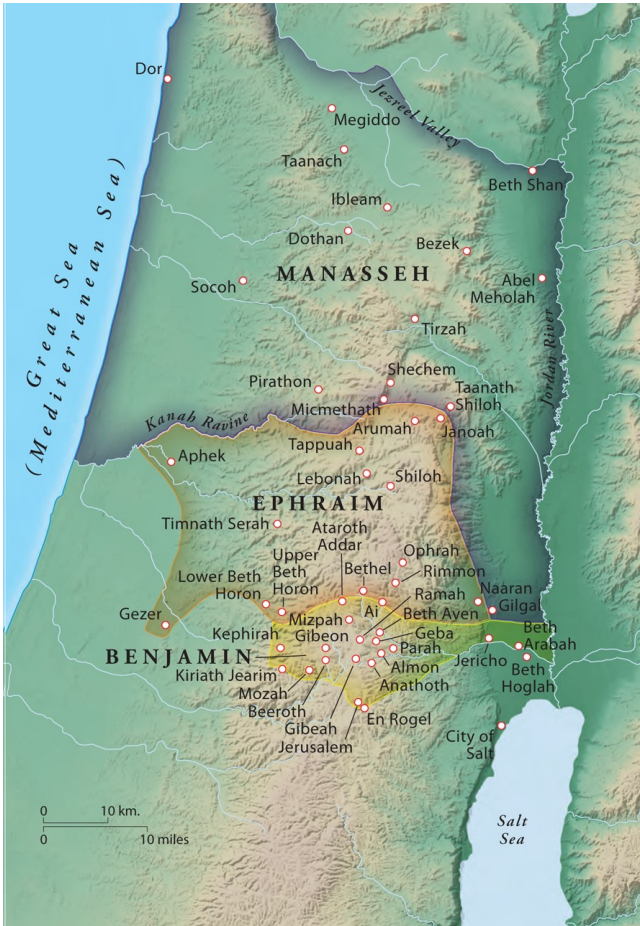 Dor
Jezreel Valley
Megiddo
Taanach
Beth Shan
Ibleam
Dothan
Bezek
Great Sea
(Mediterranean Sea)
MANASSEH
Socoh
Abel
Meholah
Tirzah
Jordan River
Shechem
Pirathon
Taanath
Shiloh
Micmethath
Kanah Ravine
Arumah
Janoah
Tappuah
Aphek
Lebonah
Shiloh
EPHRAIM
Timnath Serah
Ataroth
Addar
Upper
Beth
Horon
Ophrah
Bethel
Rimmon
Lower Beth
Horon
Ramah
Naaran
Ai
Beth Aven
Gilgal
Gezer
Mizpah
Kephirah
Gibeon
Geba
Beth
Arabah
Parah
BENJAMIN
Jericho
Almon
Beth
Hoglah
Kiriath Jearim
Anathoth
Mozah
Beeroth
En Rogel
Gibeah
Jerusalem
City of
Salt
0 10 km.
0 10 miles
Salt
Sea